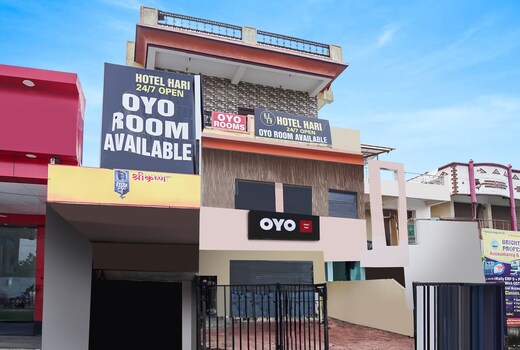 HOTEL HARI
24/7 OPEN
OYO
ROOM
AVAILABLE
OYO
ROOMS
HOTEL HARI
24/7 OPEN
OYO ROOM AVAILABLE
श्री कृष्णा
OYO